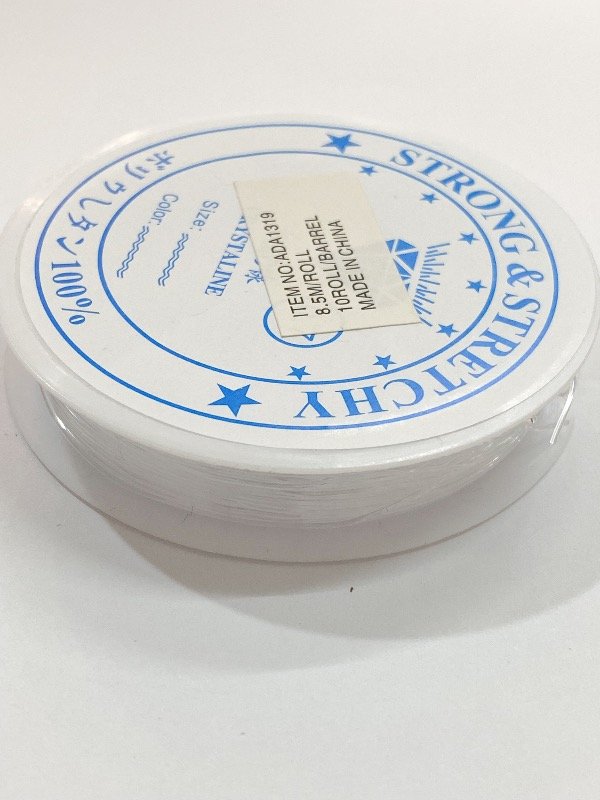 STRONG & STRETCHY
ポリウレタン100%
Size:
Color:
ITEM NO:ADA1319
8.5M/ROLL
10ROLL/BARREL
MADE IN CHINA